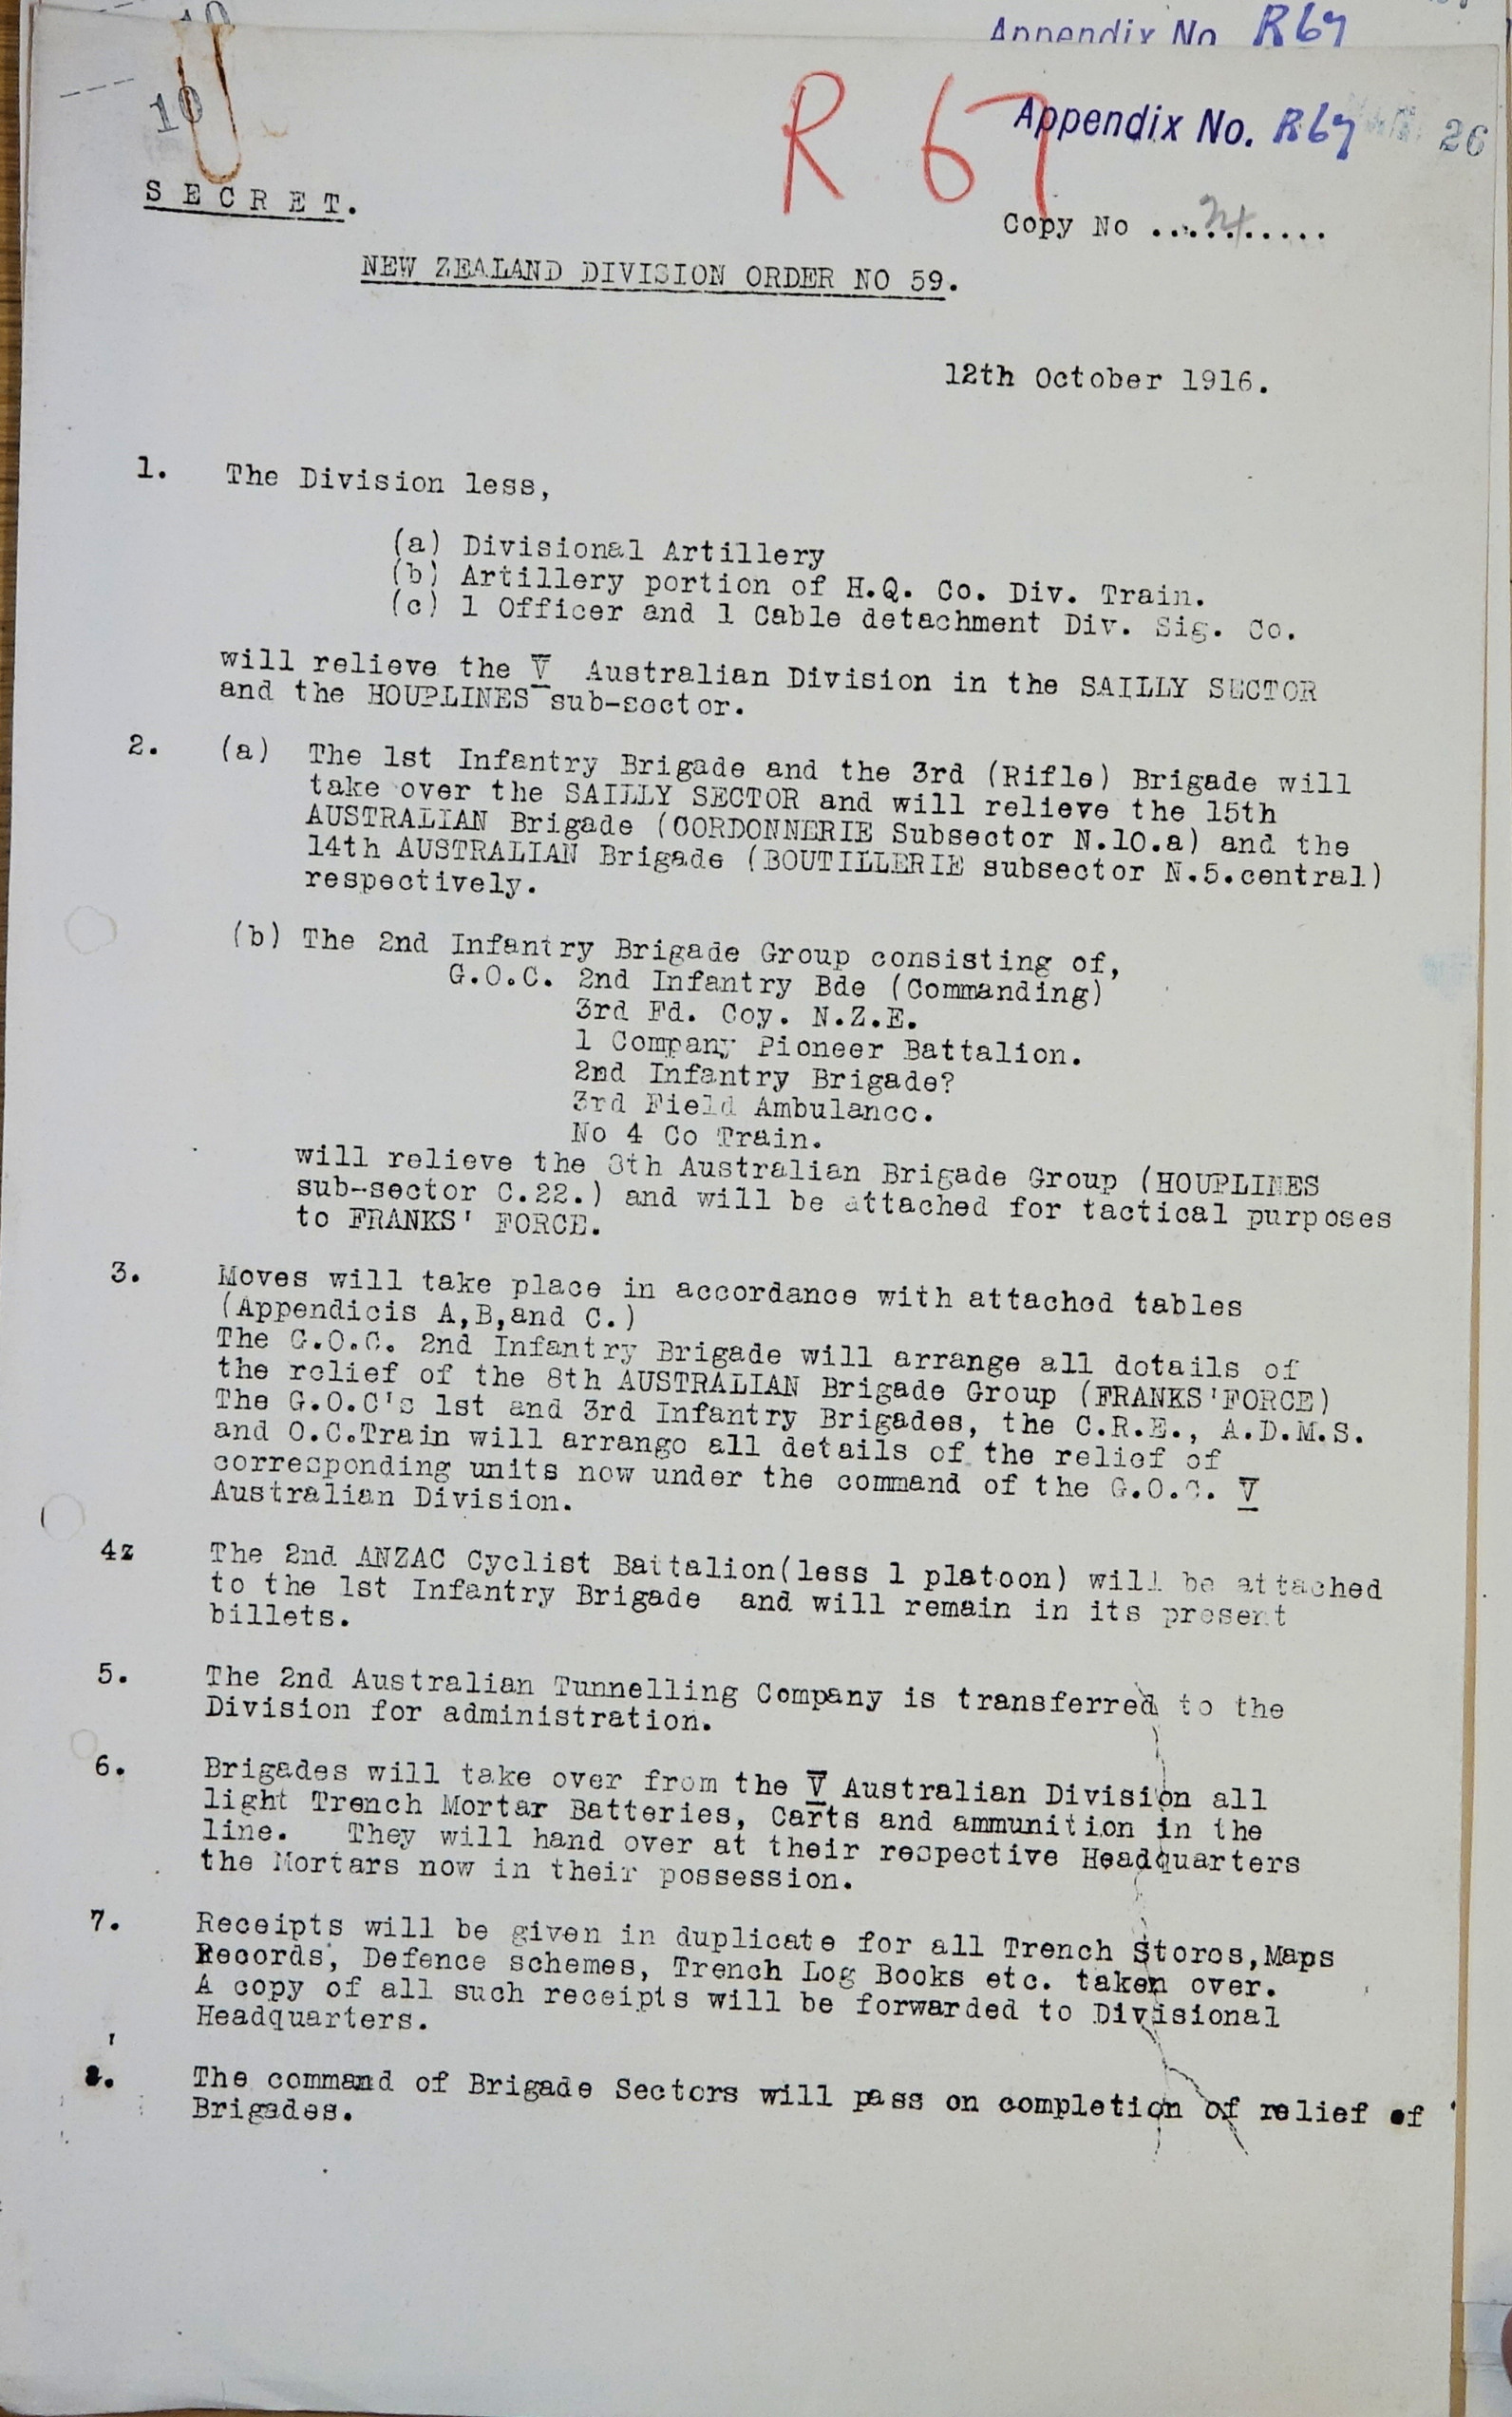 10
Appendix No R67
10
R 67
Appendix No. R67
26
SECRET.
Copy No ...........
NEW ZEALAND DIVISION ORDER NO 59.
12th October 1916.
1. The Division less,
(a) Divisional Artillery
(b) Artillery portion of H.Q. Co. Div. Train.
(c) 1 Officer and 1 Cable detachment Div. Sig. Co.
will relieve the V Australian Division in the SAILLY SECTOR
and the HOUPLINES sub-sector.
2. (a) The 1st Infantry Brigade and the 3rd (Rifle) Brigade will
take over the SAILLY SECTOR and will relieve the 15th
AUSTRALIAN Brigade (CORDONNERIE Subsector N.10.a) and the
14th AUSTRALIAN Brigade (BOUTILLERIE subsector N.5.central)
respectively.
(b) The 2nd Infantry Brigade Group consisting of,
G.O.C. 2nd Infantry Bde (Commanding)
3rd Fd. Coy. N.Z.E.
1 Company Pioneer Battalion.
2nd Infantry Brigade?
3rd Field Ambulance.
No 4 Co Train.
will relieve the 8th Australian Brigade Group (HOUPLINES
sub-sector C.22.) and will be attached for tactical purposes
to FRANKS' FORCE.
3. Moves will take place in accordance with attached tables
(Appendicis A,B,and C.)
The G.O.C. 2nd Infantry Brigade will arrange all details of
the relief of the 8th AUSTRALIAN Brigade Group (FRANKS'FORCE)
The G.O.C's 1st and 3rd Infantry Brigades, the C.R.E., A.D.M.S.
and O.C.Train will arrange all details of the relief of
corresponding units now under the command of the G.O.C. V
Australian Division.
4z The 2nd ANZAC Cyclist Battalion(less 1 platoon) will be attached
to the 1st Infantry Brigade and will remain in its present
billets.
5. The 2nd Australian Tunnelling Company is transferred to the
Division for administration.
6. Brigades will take over from the V Australian Division all
light Trench Mortar Batteries, Carts and ammunition in the
line. They will hand over at their respective Headquarters
the Mortars now in their possession.
7. Receipts will be given in duplicate for all Trench Stores,Maps
Records, Defence schemes, Trench Log Books etc. taken over.
A copy of all such receipts will be forwarded to Divisional
Headquarters.
8. The command of Brigade Sectors will pass on completion of relief of
Brigades.